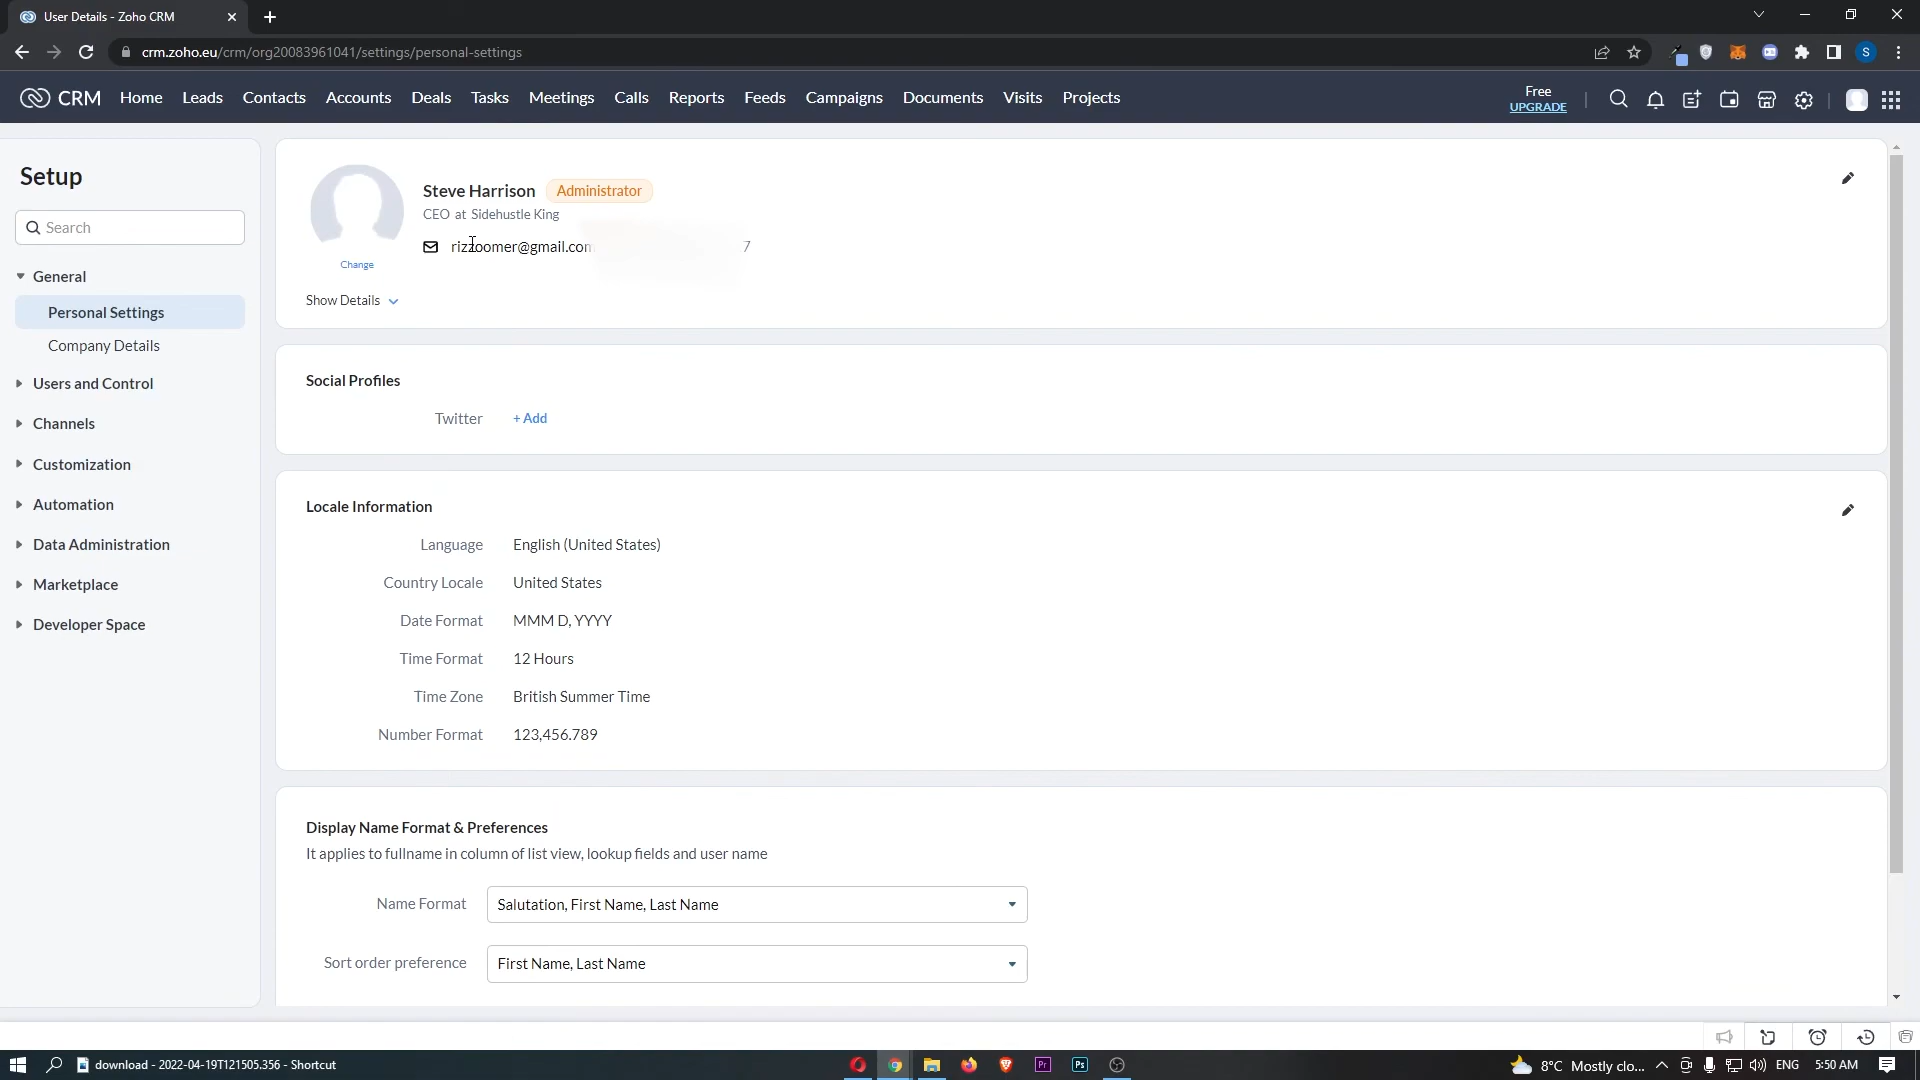 User Details - Zoho CRM
crm.zoho.eu/crm/org20083961041/settings/personal-settings
S
CRM Home Leads Contacts Accounts Deals Tasks Meetings Calls Reports Feeds Campaigns Documents Visits Projects
Free
UPGRADE
Setup
Search
General
Personal Settings
Company Details
Users and Control
Channels
Customization
Automation
Data Administration
Marketplace
Developer Space
Steve Harrison Administrator
CEO at Sidehustle King
rizzoomer@gmail.com 7
Change
Show Details
Social Profiles
Twitter + Add
Locale Information
Language English (United States)
Country Locale United States
Date Format MMM D, YYYY
Time Format 12 Hours
Time Zone British Summer Time
Number Format 123,456.789
Display Name Format & Preferences
It applies to fullname in column of list view, lookup fields and user name
Name Format Salutation, First Name, Last Name
Sort order preference First Name, Last Name
download - 2022-04-19T121505.356 - Shortcut
Pr
Ps
8°C Mostly clo... ENG 5:50 AM